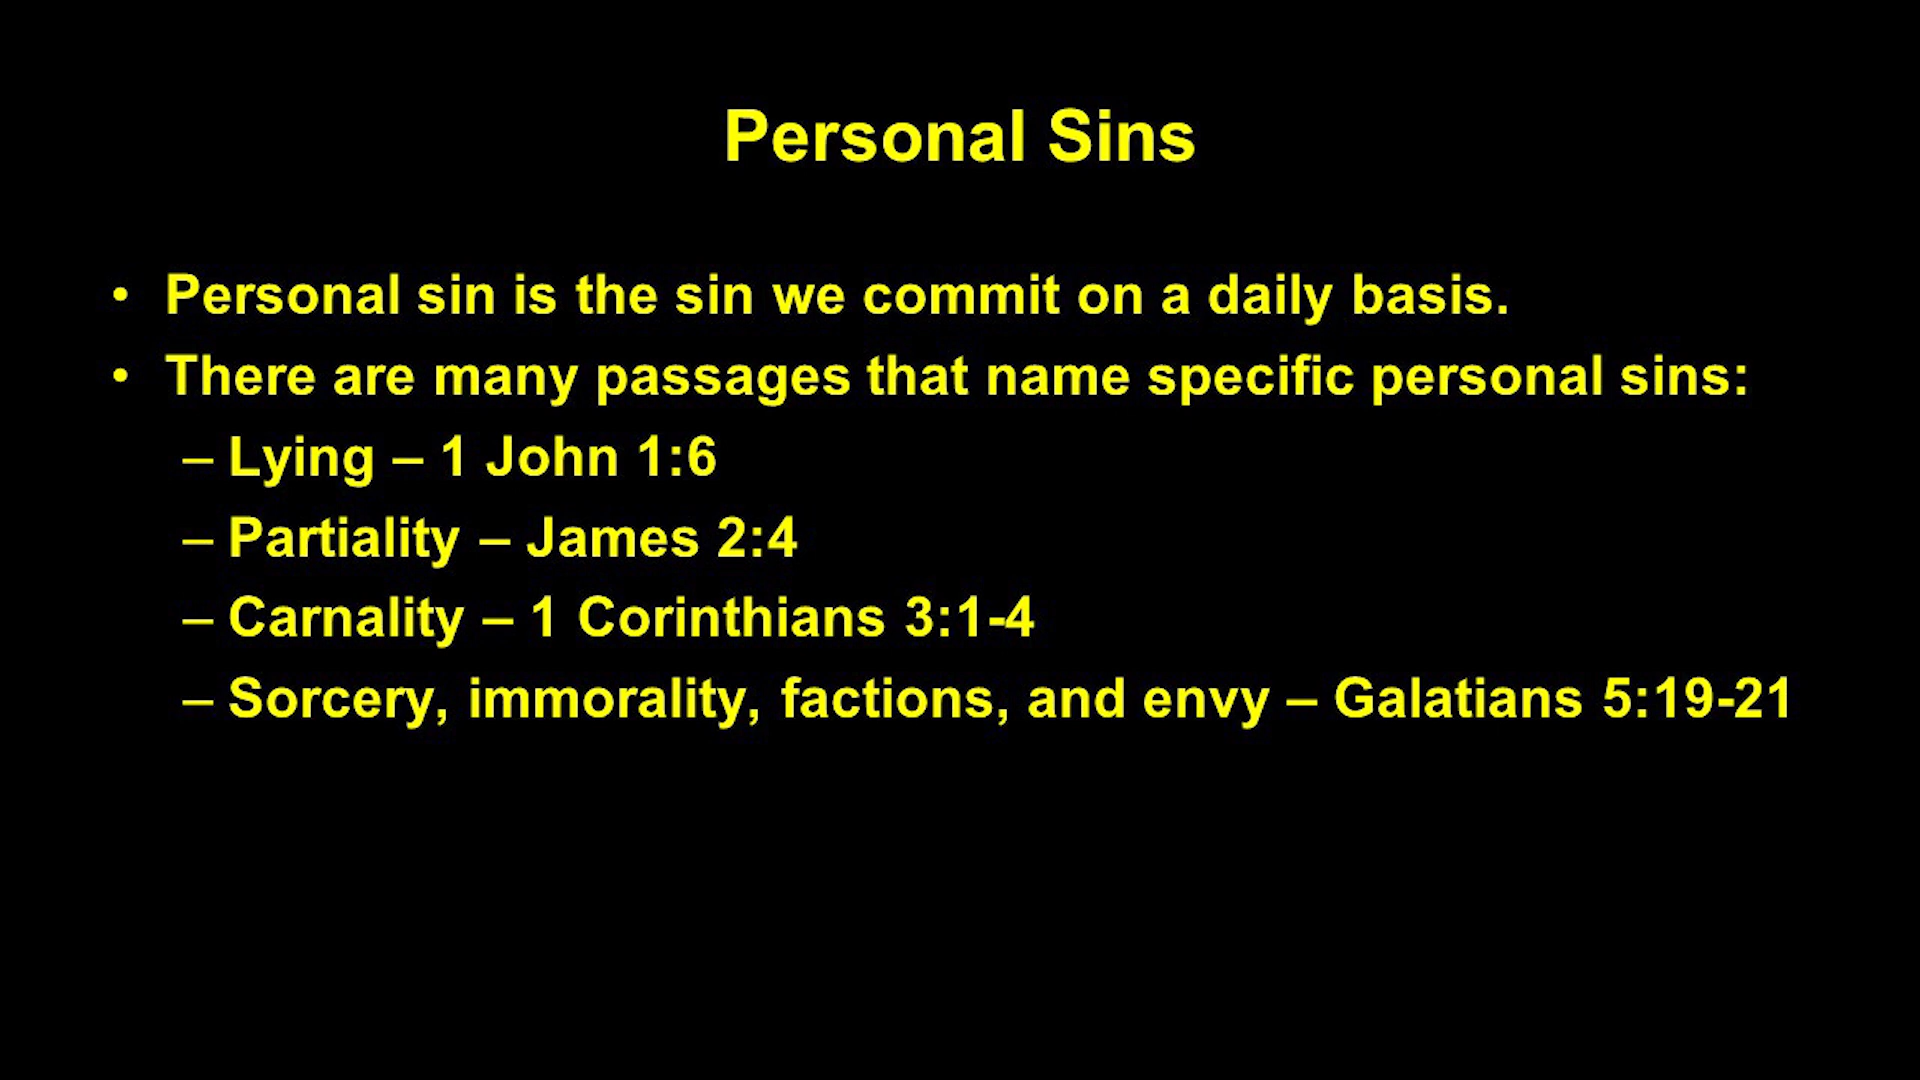 Personal Sins
• Personal sin is the sin we commit on a daily basis.
• There are many passages that name specific personal sins:
– Lying – 1 John 1:6
– Partiality – James 2:4
– Carnality – 1 Corinthians 3:1-4
– Sorcery, immorality, factions, and envy – Galatians 5:19-21